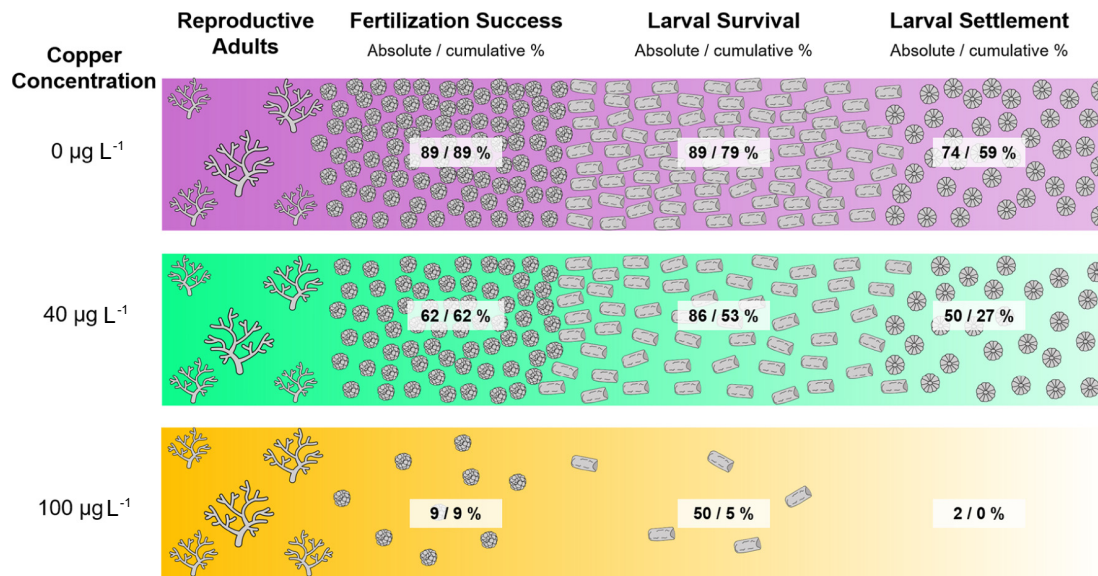 Reproductive
Adults
Fertilization Success
Absolute / cumulative %
Larval Survival
Absolute / cumulative %
Larval Settlement
Absolute / cumulative %
Copper
Concentration
0 µg L⁻¹
89 / 89 %
89 / 79 %
74 / 59 %
40 µg L⁻¹
62 / 62 %
86 / 53 %
50 / 27 %
100 µg L⁻¹
9 / 9 %
50 / 5 %
2 / 0 %